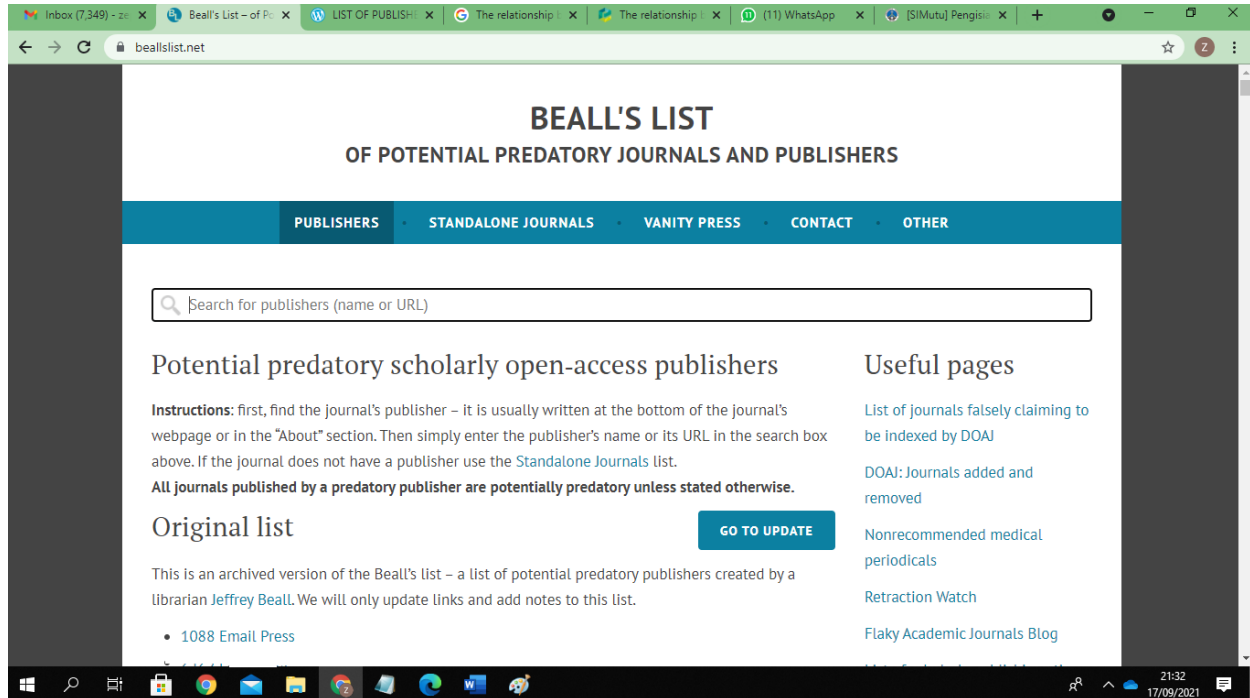 Inbox (7,349) - ze
Beall's List – of Po
LIST OF PUBLISH
The relationship b
The relationship b
(11) WhatsApp
[SIMutu] Pengisia
beallslist.net
Z
BEALL'S LIST
OF POTENTIAL PREDATORY JOURNALS AND PUBLISHERS
PUBLISHERS
STANDALONE JOURNALS
VANITY PRESS
CONTACT
OTHER
Search for publishers (name or URL)
Potential predatory scholarly open-access publishers
Instructions: first, find the journal's publisher – it is usually written at the bottom of the journal's
webpage or in the “About” section. Then simply enter the publisher's name or its URL in the search box
above. If the journal does not have a publisher use the Standalone Journals list.
All journals published by a predatory publisher are potentially predatory unless stated otherwise.
Original list
GO TO UPDATE
This is an archived version of the Beall's list – a list of potential predatory publishers created by a
librarian Jeffrey Beall. We will only update links and add notes to this list.
• 1088 Email Press
Useful pages
List of journals falsely claiming to
be indexed by DOAJ
DOAJ: Journals added and
removed
Nonrecommended medical
periodicals
Retraction Watch
Flaky Academic Journals Blog
21:32
17/09/2021